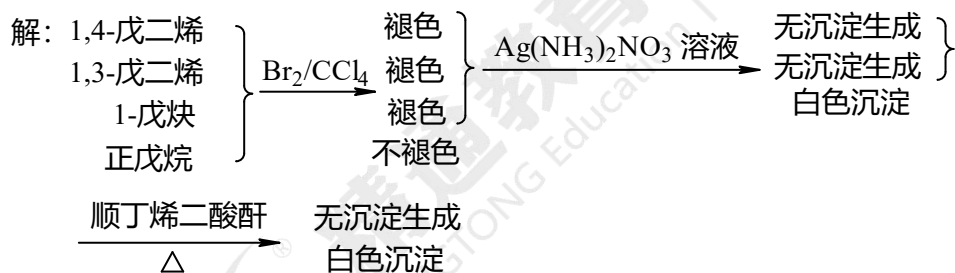 解：1,4-戊二烯 褪色 无沉淀生成
1,3-戊二烯 Br₂/CCl₄ 褪色 Ag(NH₃)₂NO₃ 溶液 无沉淀生成
1-戊炔 褪色 白色沉淀
正戊烷 不褪色
顺丁烯二酸酐 无沉淀生成
△ 白色沉淀